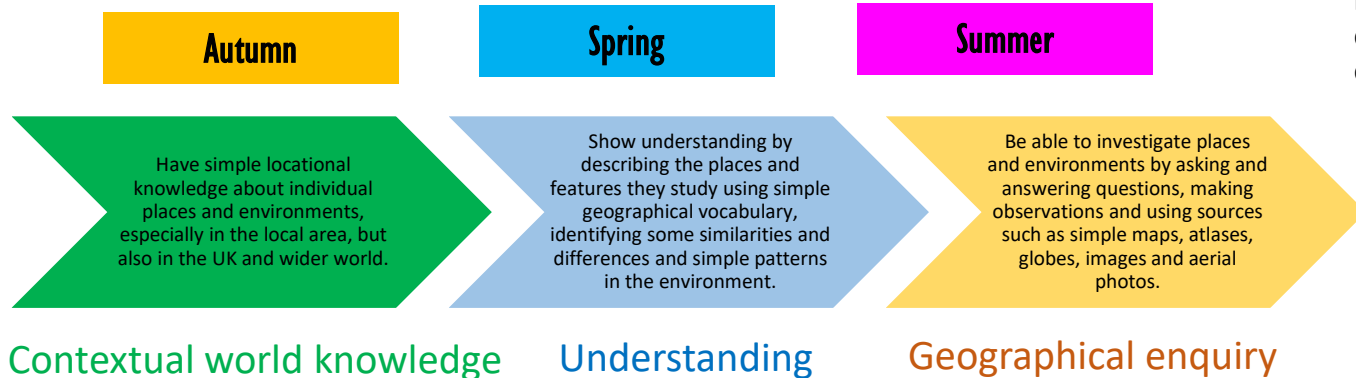 Autumn
Spring
Summer
Have simple locational
knowledge about individual
places and environments,
especially in the local area, but
also in the UK and wider world.
Show understanding by
describing the places and
features they study using simple
geographical vocabulary,
identifying some similarities and
differences and simple patterns
in the environment.
Be able to investigate places
and environments by asking and
answering questions, making
observations and using sources
such as simple maps, atlases,
globes, images and aerial
photos.
Contextual world knowledge
Understanding
Geographical enquiry